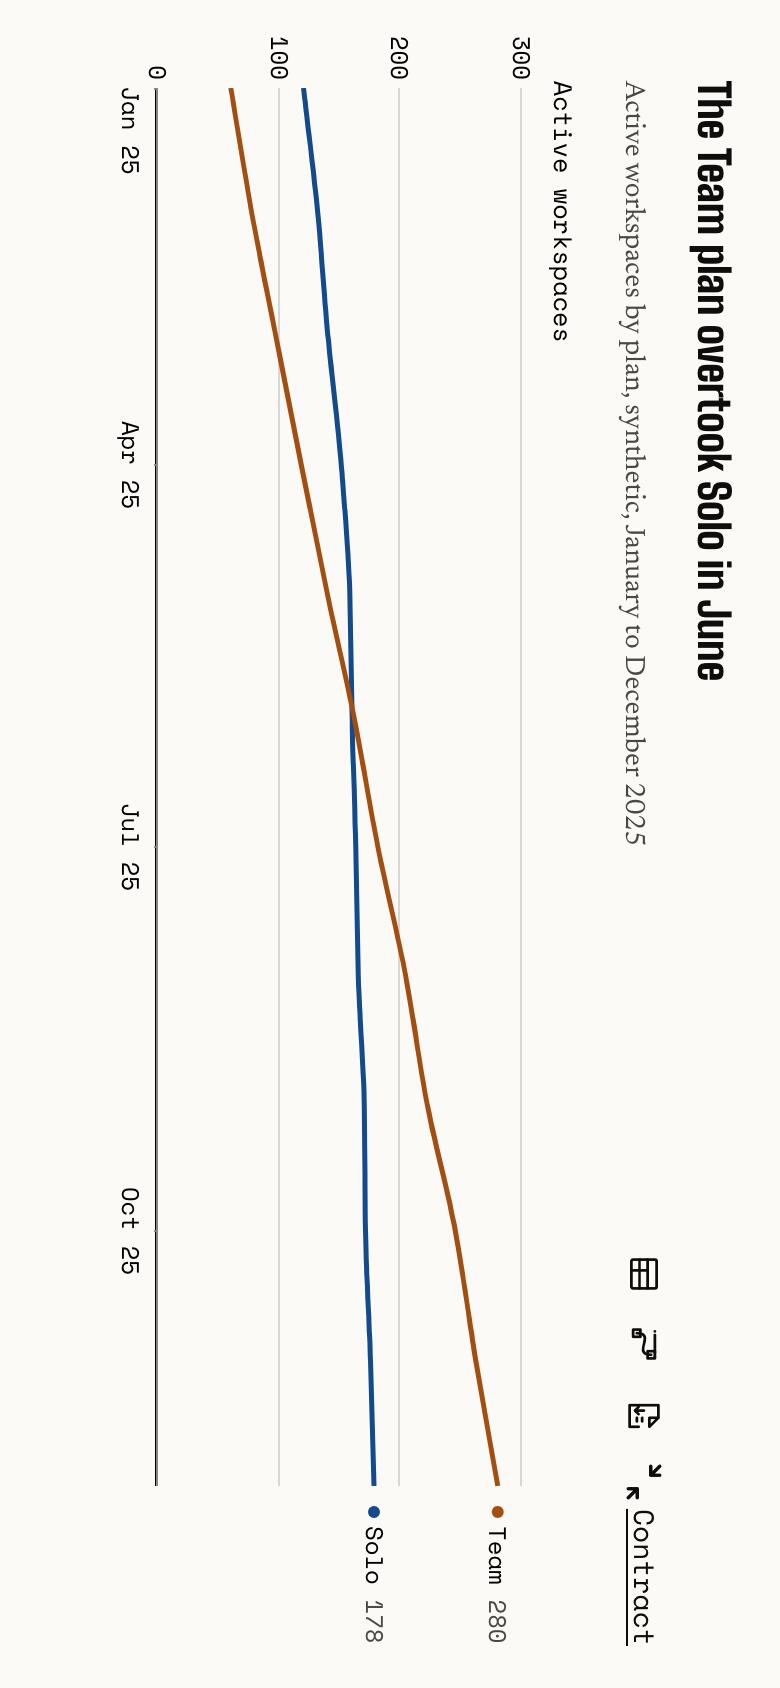 The Team plan overtook Solo in June
Active workspaces by plan, synthetic, January to December 2025
Contract
Active workspaces
300
200
100
0
Team 280
Solo 178
Jan 25
Apr 25
Jul 25
Oct 25